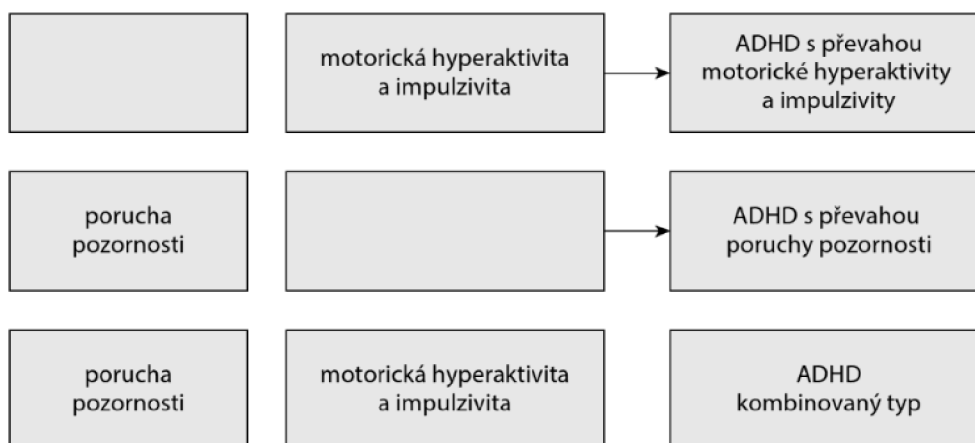 motorická hyperaktivita
a impulzivita
ADHD s převahou
motorické hyperaktivity
a impulzivity
porucha
pozornosti
ADHD s převahou
poruchy pozornosti
porucha
pozornosti
motorická hyperaktivita
a impulzivita
ADHD
kombinovaný typ